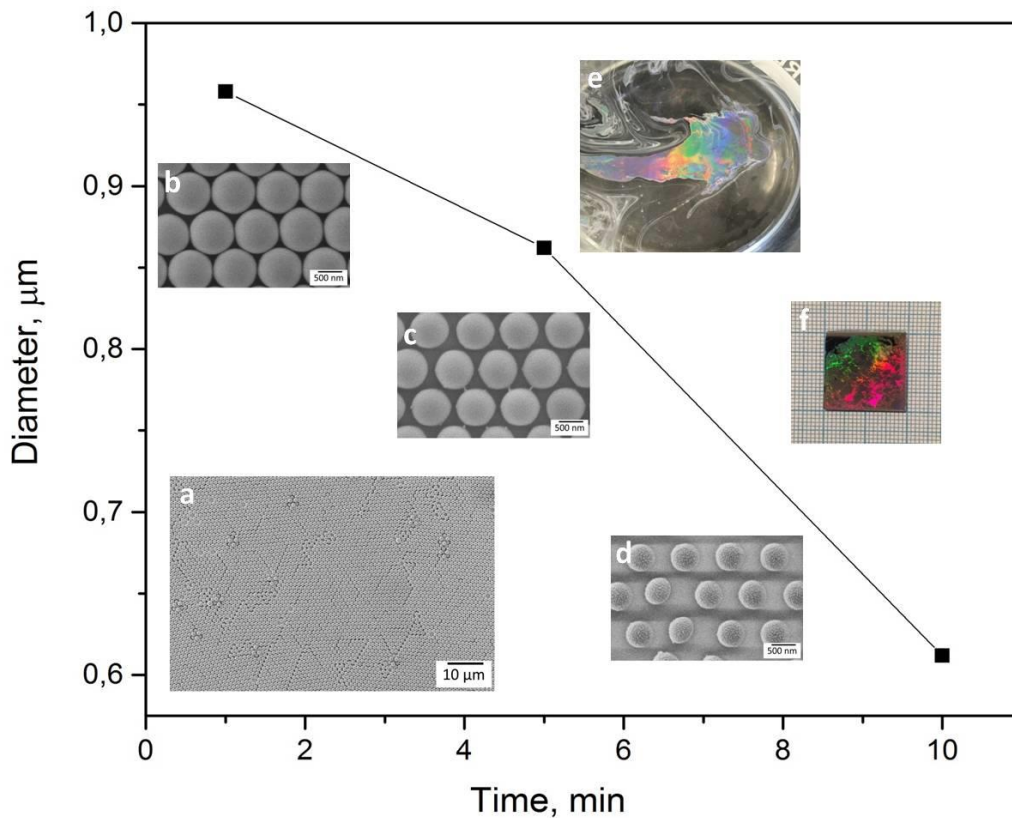 1,0
0,9
0,8
0,7
0,6
Diameter, μm
0
2
4
6
8
10
Time, min
b
500 nm
e
c
500 nm
f
a
10 μm
d
500 nm